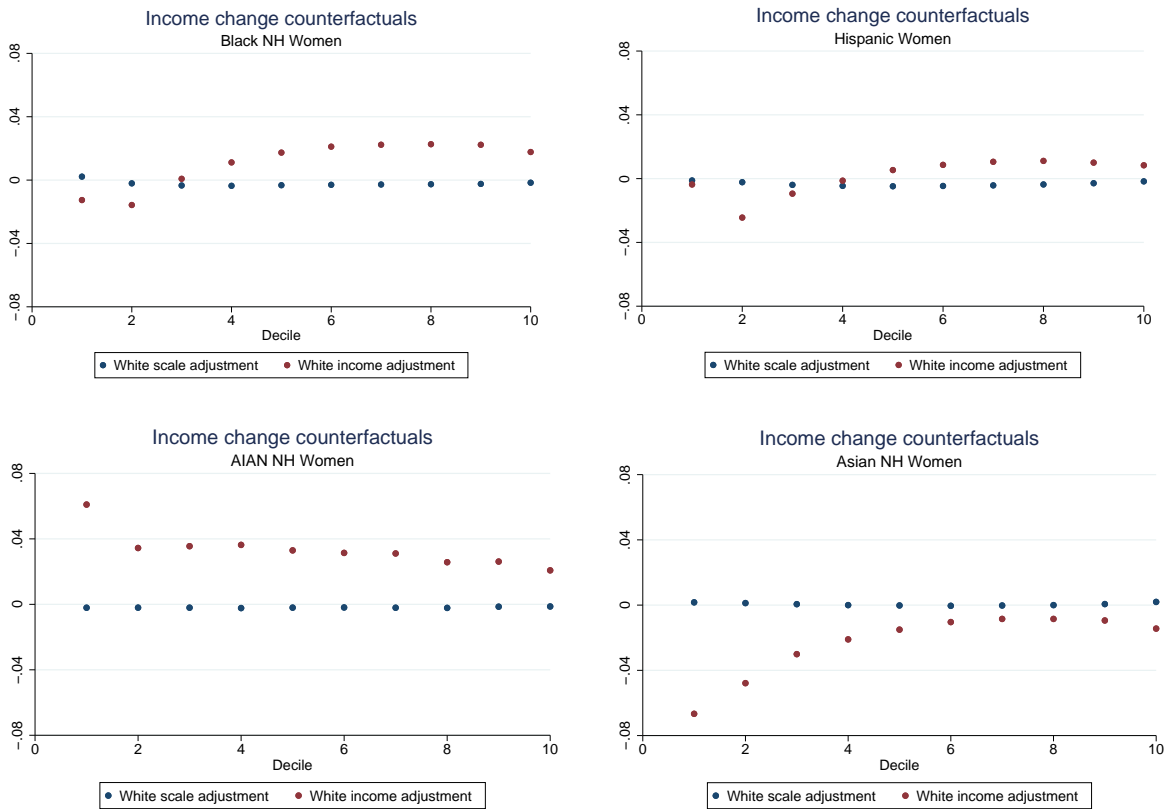 Income change counterfactuals
Black NH Women
.08
.04
0
-.04
-.08
0 2 4 6 8 10
Decile
White scale adjustment White income adjustment
Income change counterfactuals
Hispanic Women
.08
.04
0
-.04
-.08
0 2 4 6 8 10
Decile
White scale adjustment White income adjustment
Income change counterfactuals
AIAN NH Women
.08
.04
0
-.04
-.08
0 2 4 6 8 10
Decile
White scale adjustment White income adjustment
Income change counterfactuals
Asian NH Women
.08
.04
0
-.04
-.08
0 2 4 6 8 10
Decile
White scale adjustment White income adjustment